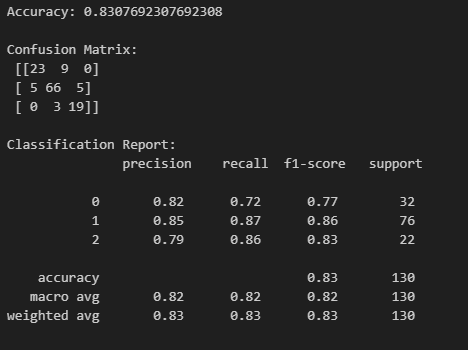 Accuracy: 0.8307692307692308
Confusion Matrix:
[[23 9 0]
[ 5 66 5]
[ 0 3 19]]
Classification Report:
precision recall f1-score support
0 0.82 0.72 0.77 32
1 0.85 0.87 0.86 76
2 0.79 0.86 0.83 22
accuracy 0.83 130
macro avg 0.82 0.82 0.82 130
weighted avg 0.83 0.83 0.83 130